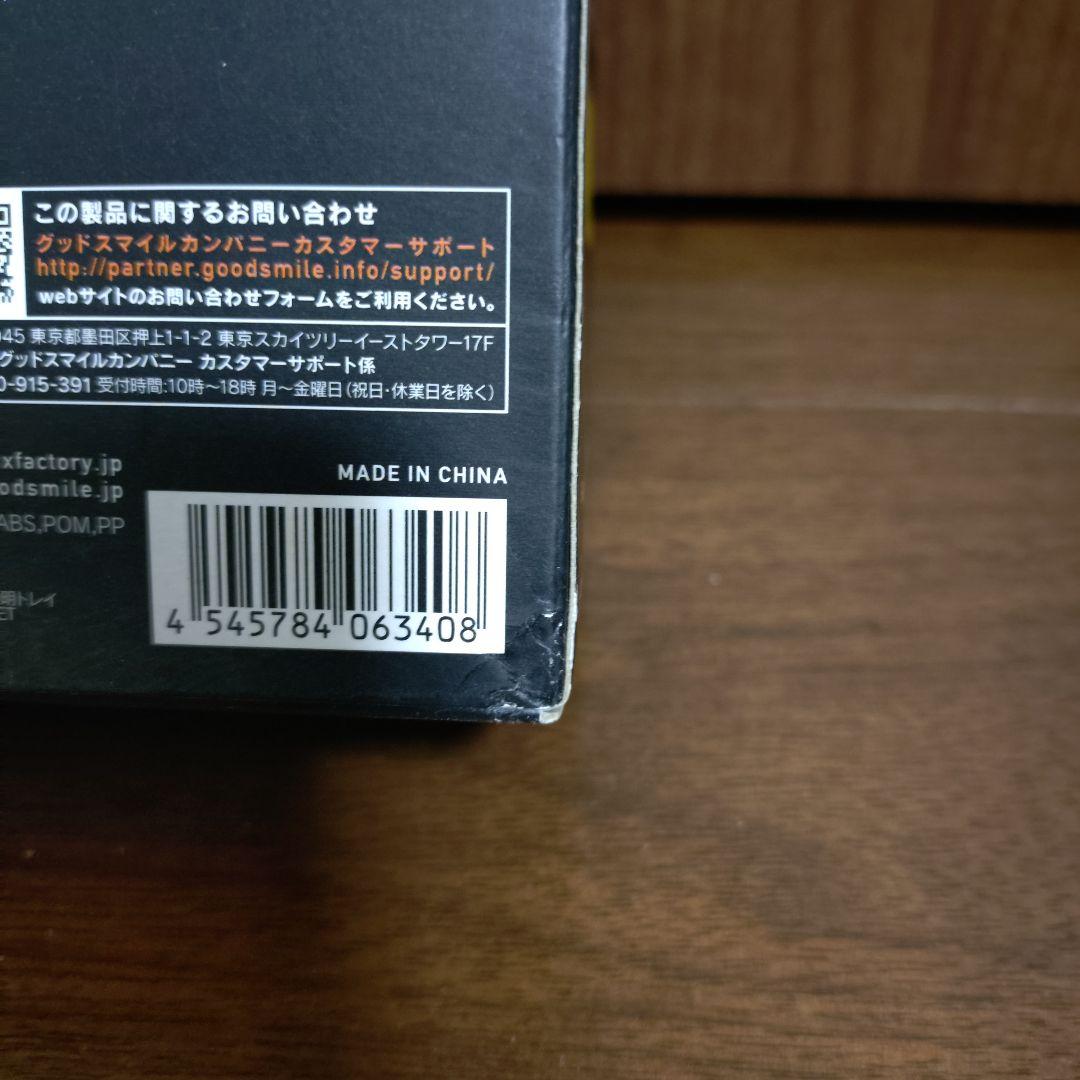 この製品に関するお問い合わせ
グッドスマイルカンパニーカスタマーサポート
http://partner.goodsmile.info/support/
webサイトのお問い合わせフォームをご利用ください。
045 東京都墨田区押上1-1-2 東京スカイツリーイーストタワー17F
グッドスマイルカンパニー カスタマーサポート係
0-915-391 受付時間:10時〜18時 月〜金曜日(祝日・休業日を除く)
xfactory.jp
odsmile.jp
MADE IN CHINA
ABS,POM,PP
トレイ
4 545784 063408